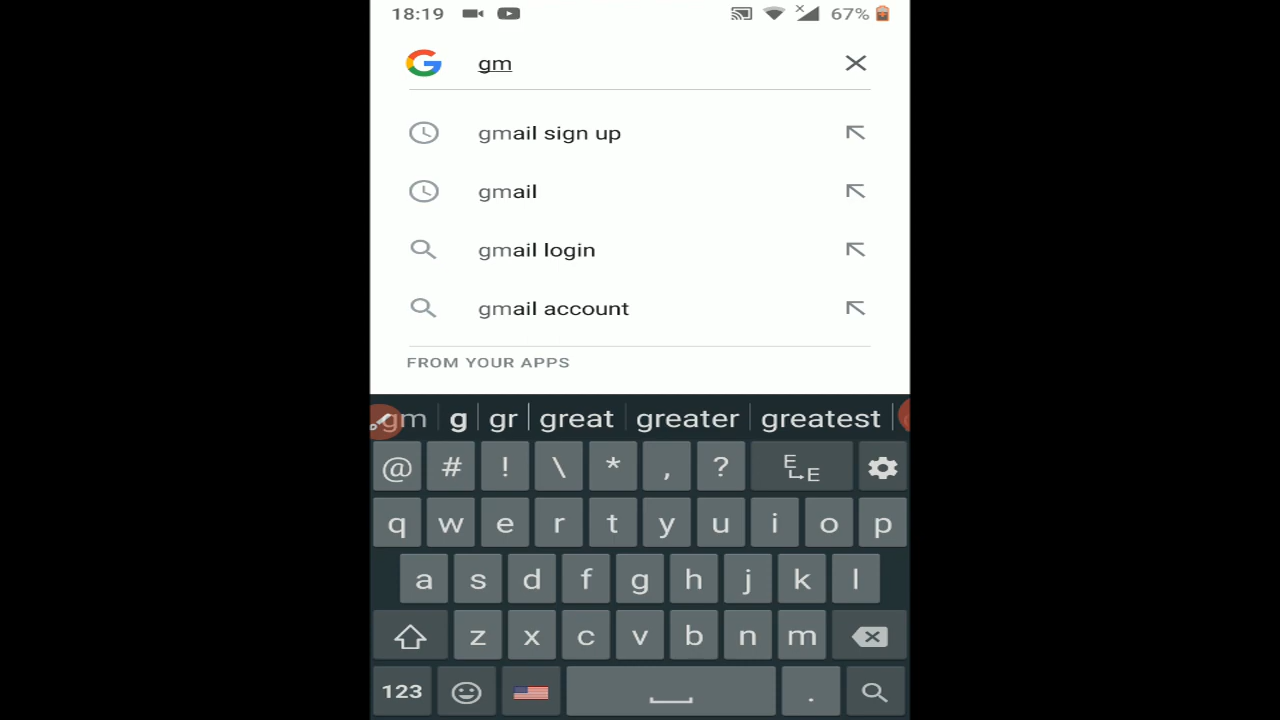 18:19 67%
gm
gmail sign up
gmail
gmail login
gmail account
FROM YOUR APPS
gm g gr great greater greatest
@ # ! \ * , ? E E
q w e r t y u i o p
a s d f g h j k l
z x c v b n m
123 .